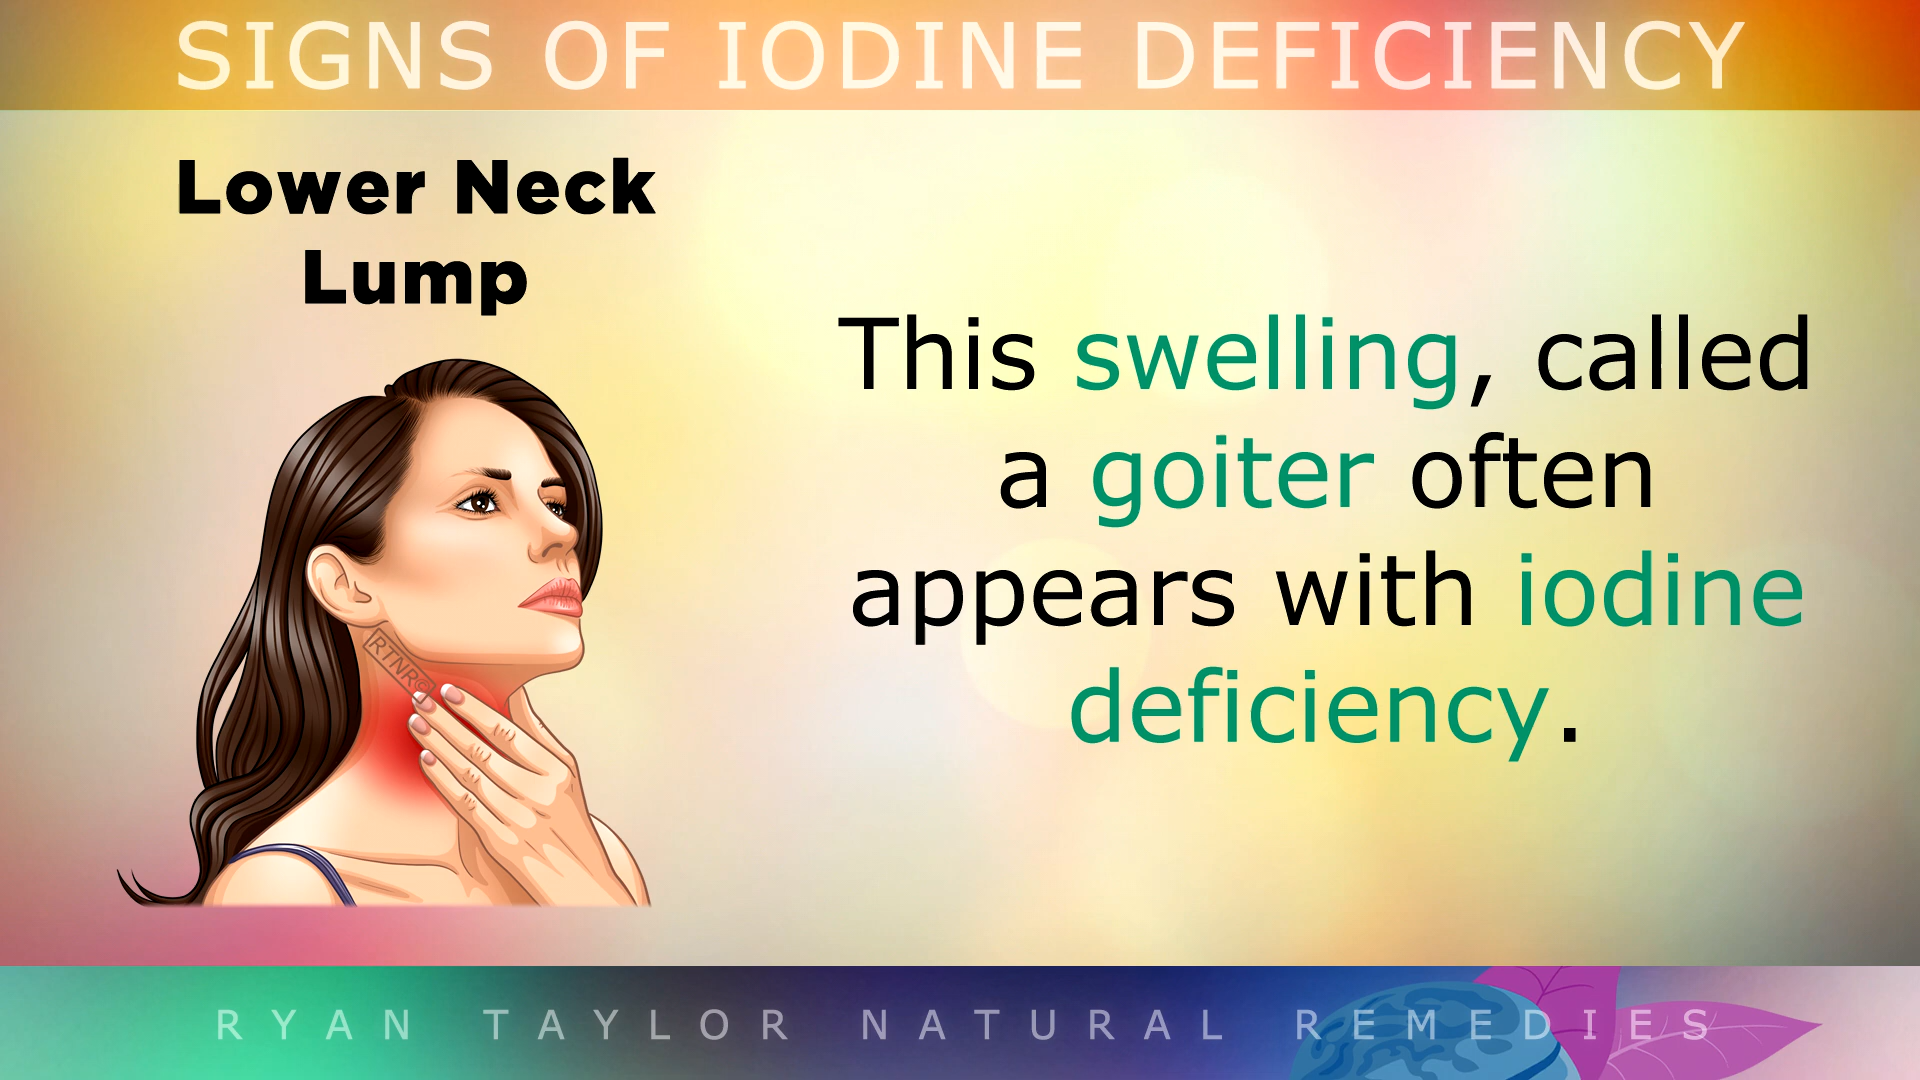 SIGNS OF IODINE DEFICIENCY
Lower Neck
Lump
This swelling, called
a goiter often
appears with iodine
deficiency.
RTNR©
RYAN TAYLOR NATURAL REMEDIES